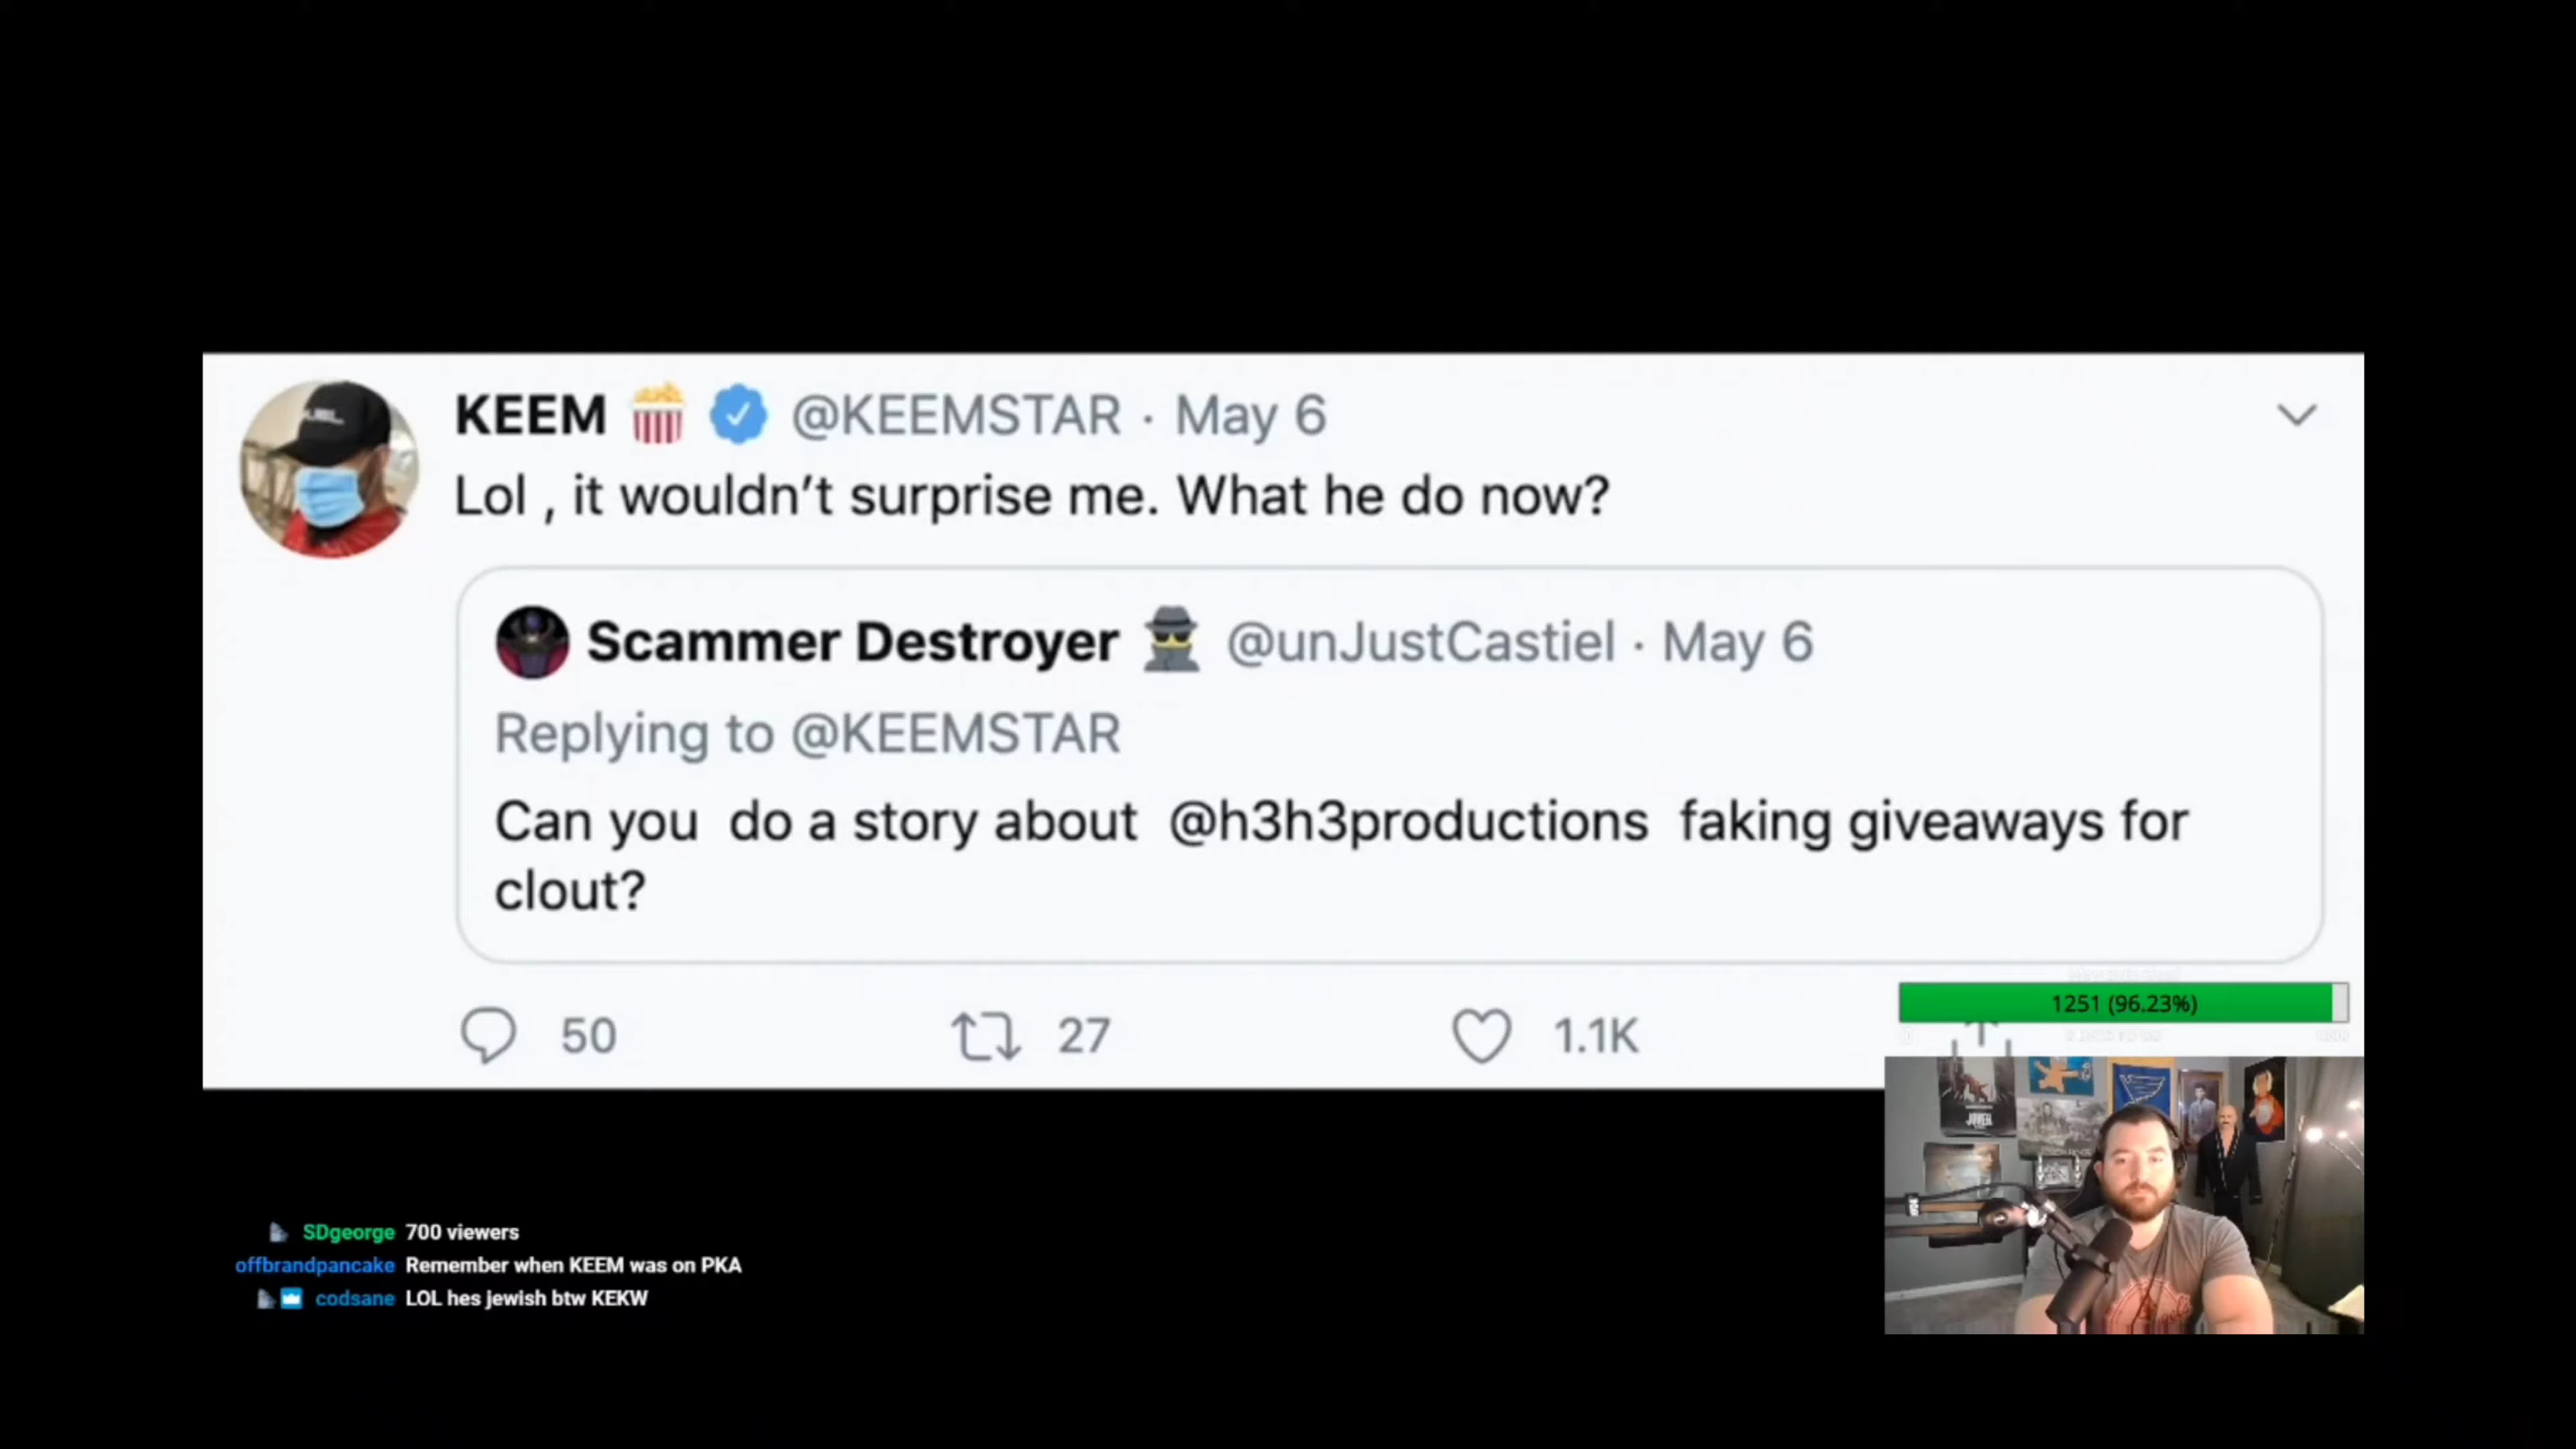 KEEM @KEEMSTAR · May 6
Lol , it wouldn't surprise me. What he do now?
Scammer Destroyer @unJustCastiel · May 6
Replying to @KEEMSTAR
Can you do a story about @h3h3productions faking giveaways for
clout?
50 27 1.1K
1251 (96.23%)
SDgeorge 700 viewers
offbrandpancake Remember when KEEM was on PKA
codsane LOL hes jewish btw KEKW